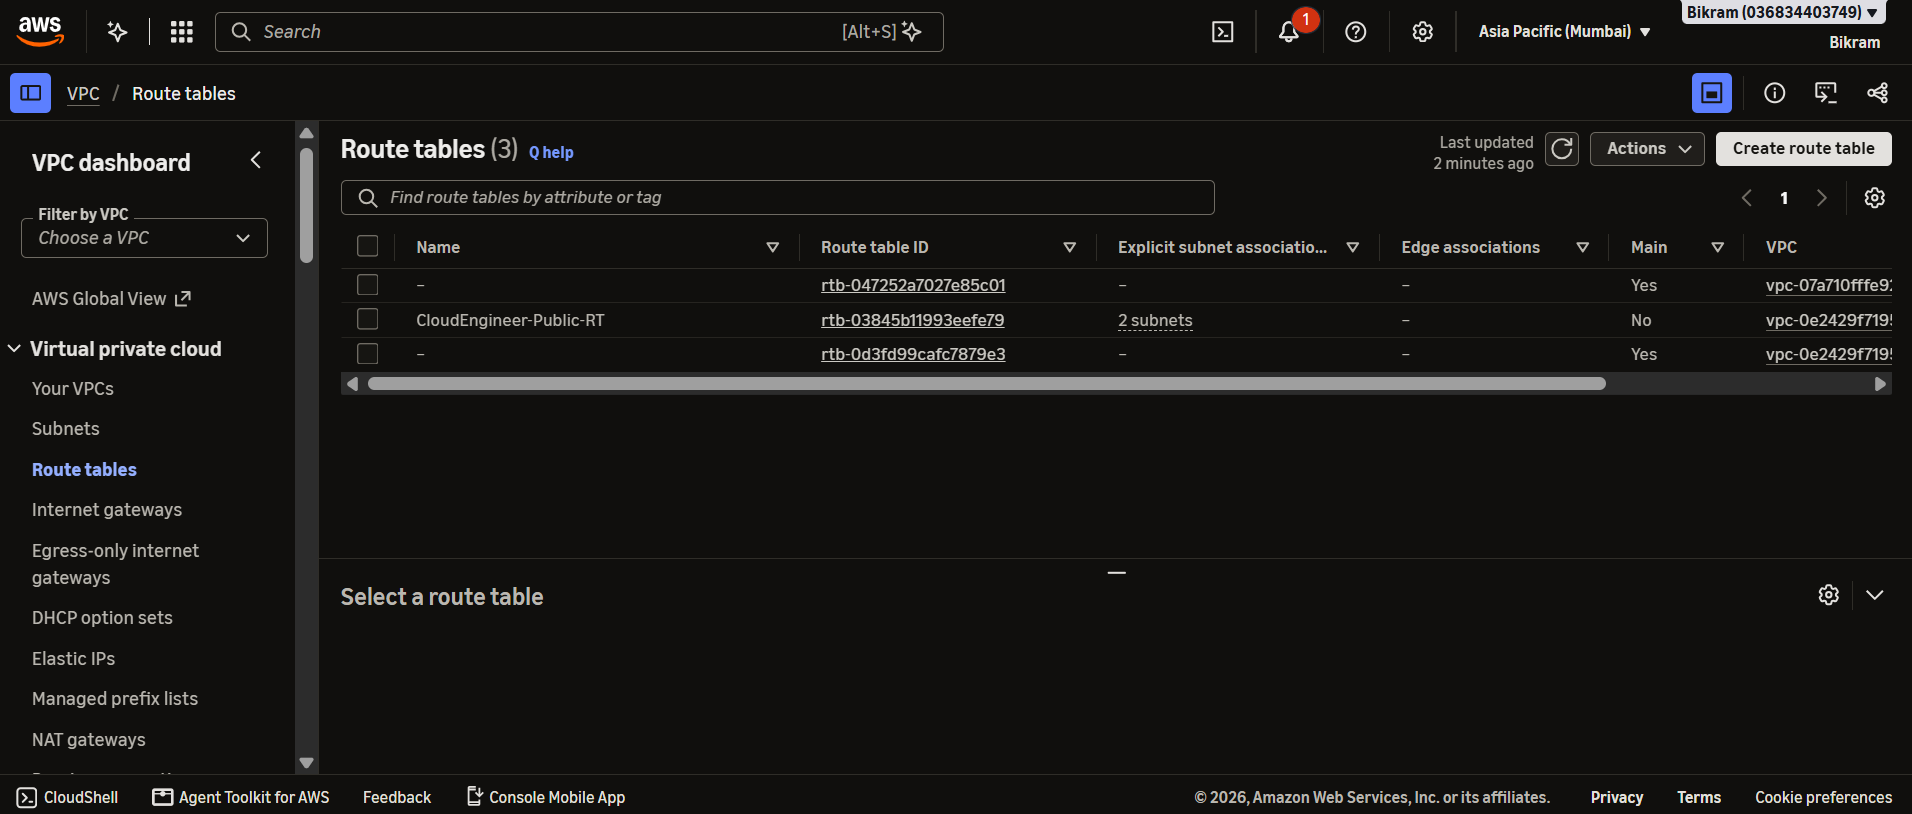 aws
Search [Alt+S]
1
Asia Pacific (Mumbai)
Bikram (036834403749)
Bikram
VPC / Route tables
VPC dashboard
Filter by VPC
Choose a VPC
AWS Global View
Virtual private cloud
Your VPCs
Subnets
Route tables
Internet gateways
Egress-only internet
gateways
DHCP option sets
Elastic IPs
Managed prefix lists
NAT gateways
Route tables (3) Q help
Last updated
2 minutes ago
Actions
Create route table
Find route tables by attribute or tag
1
Name Route table ID Explicit subnet associatio... Edge associations Main VPC
– rtb-047252a7027e85c01 – – Yes vpc-07a710fffe92
CloudEngineer-Public-RT rtb-03845b11993eefe79 2 subnets – No vpc-0e2429f7195
– rtb-0d3fd99cafc7879e3 – – Yes vpc-0e2429f7195
Select a route table
CloudShell Agent Toolkit for AWS Feedback Console Mobile App © 2026, Amazon Web Services, Inc. or its affiliates. Privacy Terms Cookie preferences